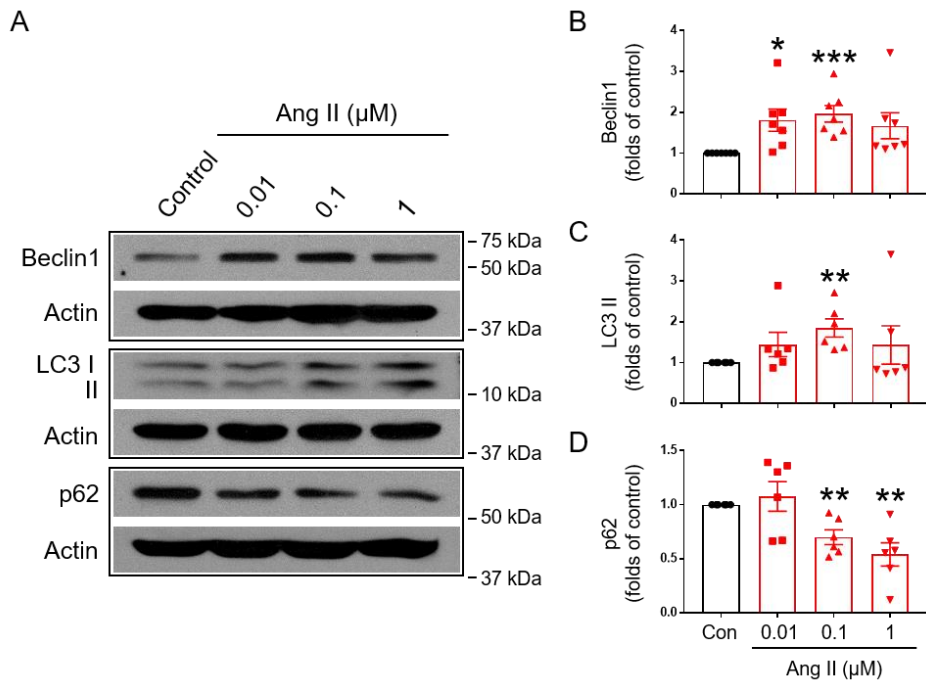 A
Ang II (µM)
Control
0.01
0.1
1
Beclin1
75 kDa
50 kDa
Actin
37 kDa
LC3 I
II
10 kDa
Actin
37 kDa
p62
50 kDa
Actin
37 kDa
B
Beclin1
(folds of control)
4
3
2
1
0
*
***
C
LC3 II
(folds of control)
4
3
2
1
0
**
D
p62
(folds of control)
1.5
1.0
0.5
0.0
**
**
Con
0.01
0.1
1
Ang II (µM)